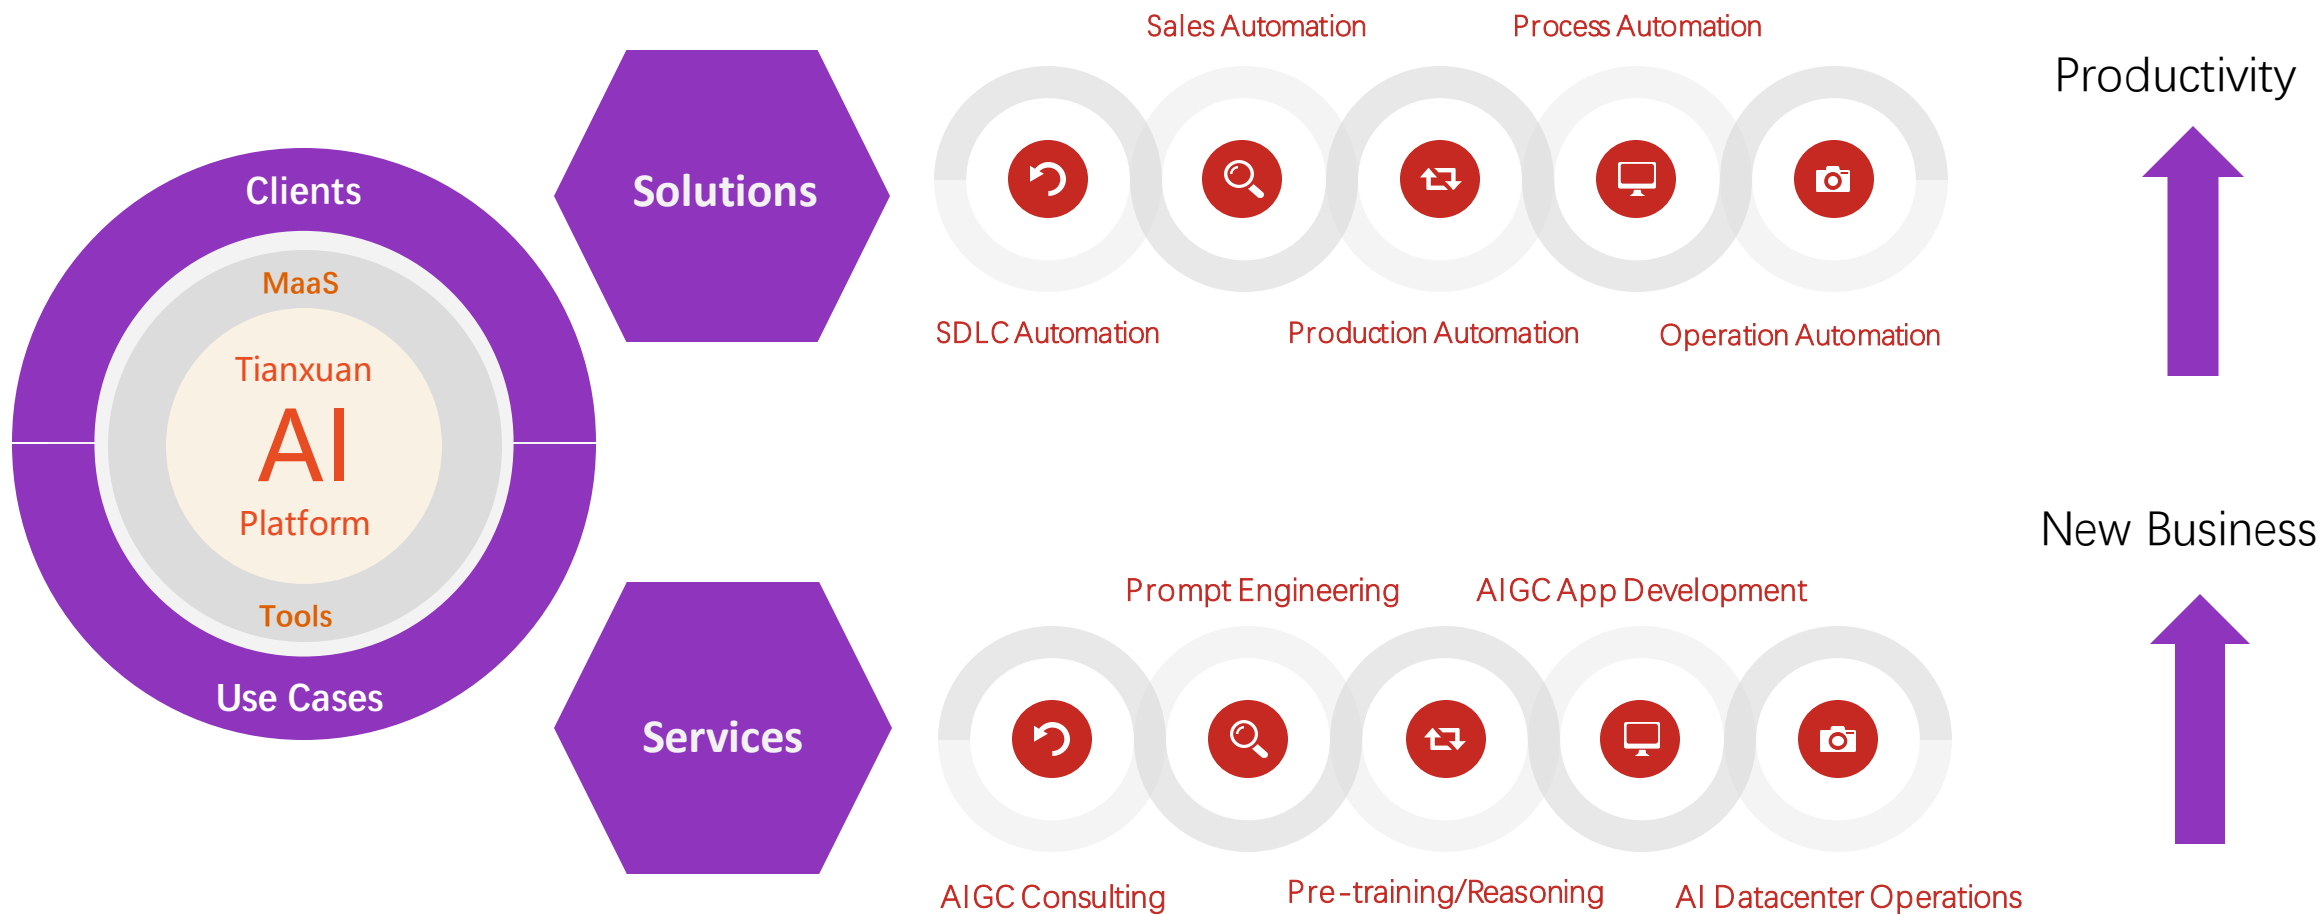 Clients
MaaS
Tianxuan
AI
Platform
Tools
Use Cases
Solutions
Sales Automation
Process Automation
SDLC Automation
Production Automation
Operation Automation
Productivity
Services
Prompt Engineering
AIGC App Development
AIGC Consulting
Pre-training/Reasoning
AI Datacenter Operations
New Business